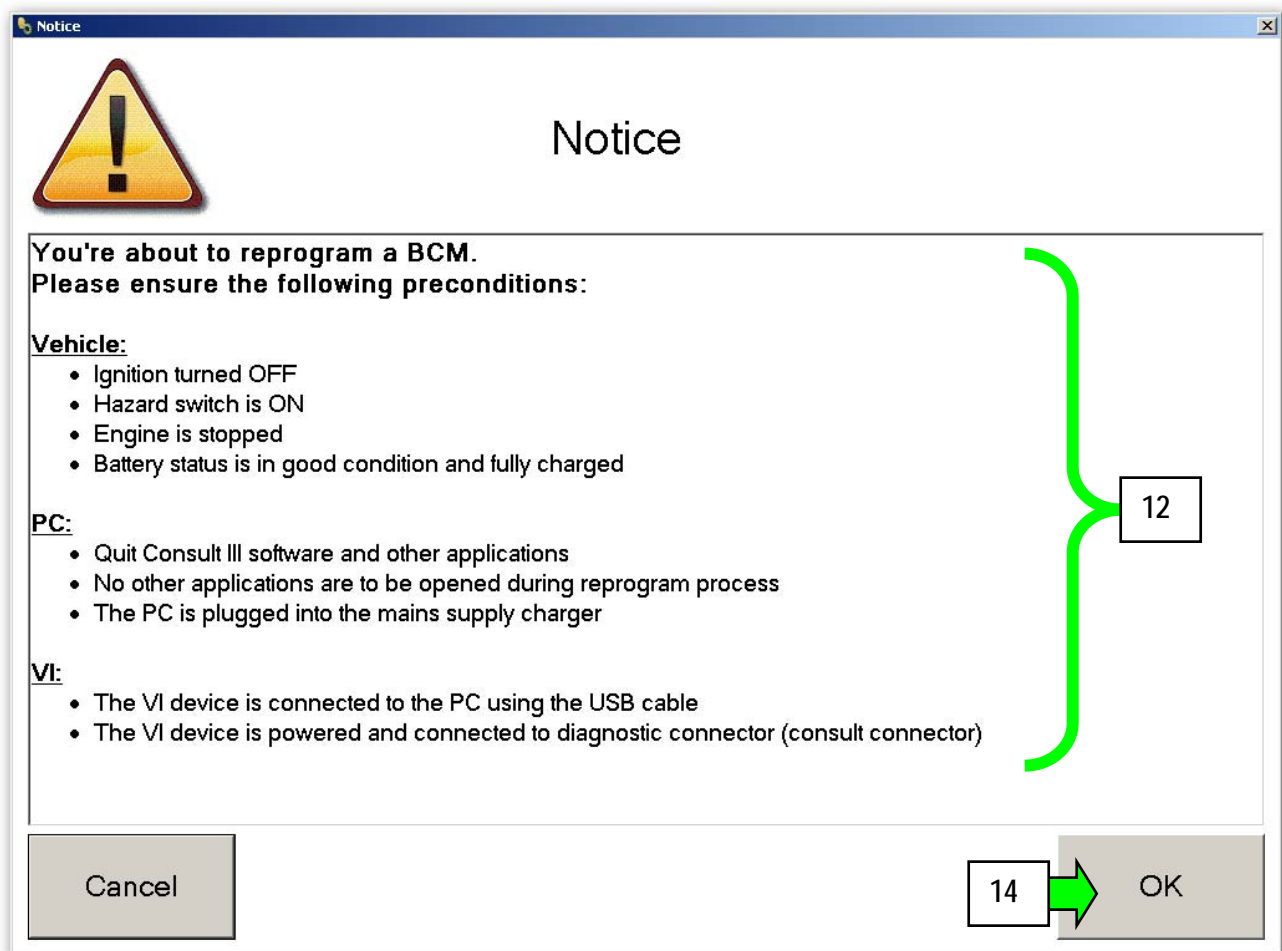 Notice
Notice
You're about to reprogram a BCM.
Please ensure the following preconditions:
Vehicle:
• Ignition turned OFF
• Hazard switch is ON
• Engine is stopped
• Battery status is in good condition and fully charged
12
PC:
• Quit Consult III software and other applications
• No other applications are to be opened during reprogram process
• The PC is plugged into the mains supply charger
VI:
• The VI device is connected to the PC using the USB cable
• The VI device is powered and connected to diagnostic connector (consult connector)
Cancel
14
OK